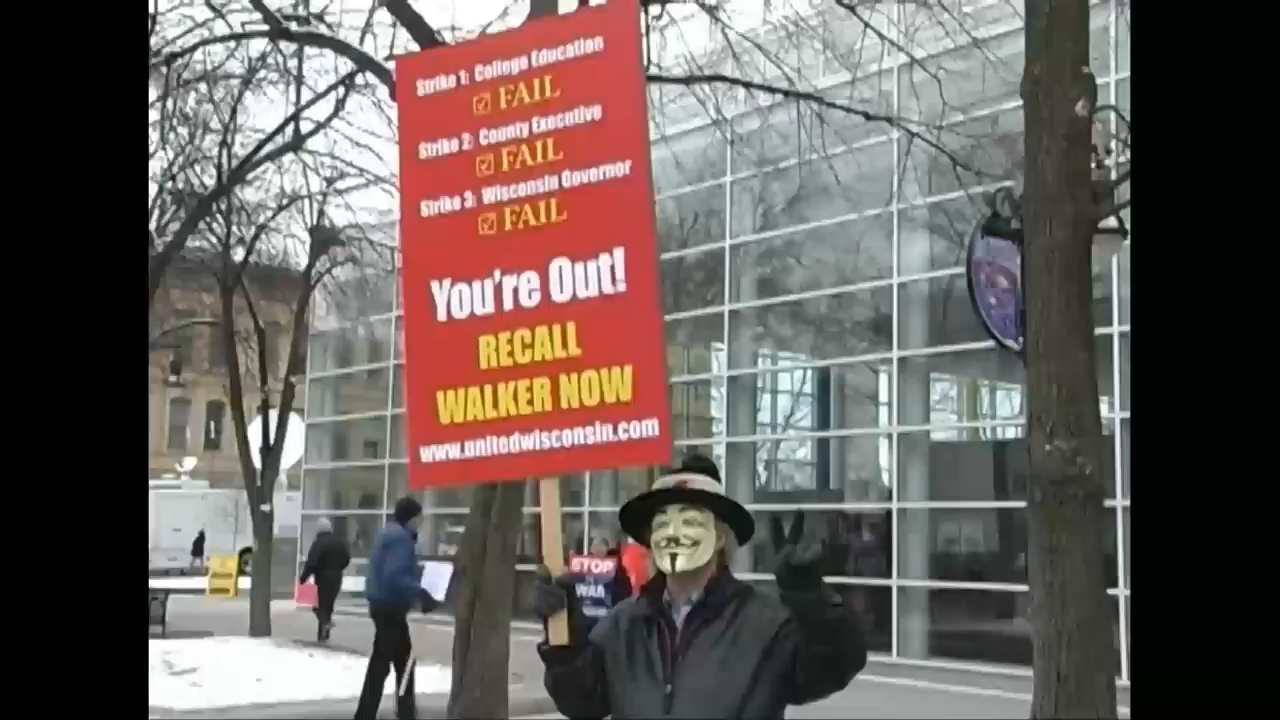 Strike 1: College Education
☑ FAIL
Strike 2: County Executive
☑ FAIL
Strike 3: Wisconsin Governor
☑ FAIL
You're Out!
RECALL
WALKER NOW
www.unitedwisconsin.com
STOP
WAR